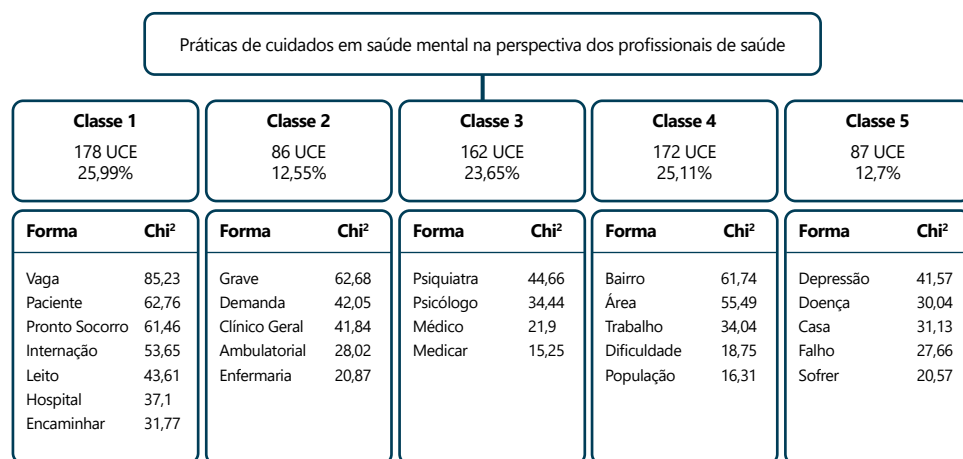 Práticas de cuidados em saúde mental na perspectiva dos profissionais de saúde
Classe 1
178 UCE
25,99%
Classe 2
86 UCE
12,55%
Classe 3
162 UCE
23,65%
Classe 4
172 UCE
25,11%
Classe 5
87 UCE
12,7%
Forma Chi²
Vaga 85,23
Paciente 62,76
Pronto Socorro 61,46
Internação 53,65
Leito 43,61
Hospital 37,1
Encaminhar 31,77
Forma Chi²
Grave 62,68
Demanda 42,05
Clínico Geral 41,84
Ambulatorial 28,02
Enfermaria 20,87
Forma Chi²
Psiquiatra 44,66
Psicólogo 34,44
Médico 21,9
Medicar 15,25
Forma Chi²
Bairro 61,74
Área 55,49
Trabalho 34,04
Dificuldade 18,75
População 16,31
Forma Chi²
Depressão 41,57
Doença 30,04
Casa 31,13
Falho 27,66
Sofrer 20,57